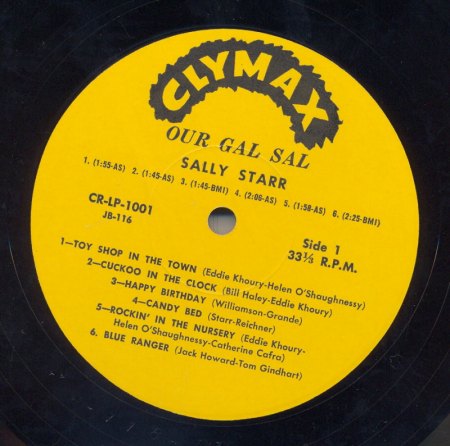 CLYMAX
OUR GAL SAL
SALLY STARR
1. (1:55-AS) 2. (1:45-AS) 3. (1:45-BMI) 4. (2:06-AS) 5. (1:58-AS) 6. (2:25-BMI)
CR-LP-1001
JB-116
Side 1
33⅓ R.P.M.
1—TOY SHOP IN THE TOWN (Eddie Khoury-Helen O'Shaughnessy)
2—CUCKOO IN THE CLOCK (Bill Haley-Eddie Khoury)
3—HAPPY BIRTHDAY (Williamson-Grande)
4—CANDY BED (Starr-Reichner)
5—ROCKIN' IN THE NURSERY (Eddie Khoury-
Helen O'Shaughnessy-Catherine Cafra)
6. BLUE RANGER (Jack Howard-Tom Gindhart)